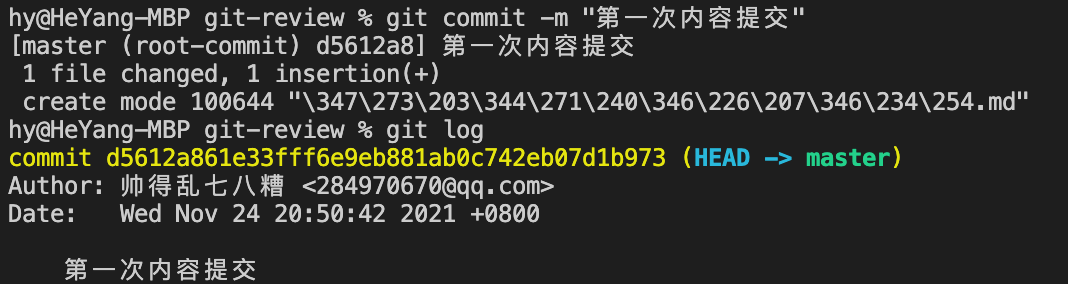 hy@HeYang-MBP git-review % git commit -m "第一次内容提交"
[master (root-commit) d5612a8] 第一次内容提交
 1 file changed, 1 insertion(+)
 create mode 100644 "\347\273\203\344\271\240\346\226\207\346\234\254.md"
hy@HeYang-MBP git-review % git log
commit d5612a861e33fff6e9eb881ab0c742eb07d1b973 (HEAD -> master)
Author: 帅得乱七八糟 <284970670@qq.com>
Date:   Wed Nov 24 20:50:42 2021 +0800
    第一次内容提交